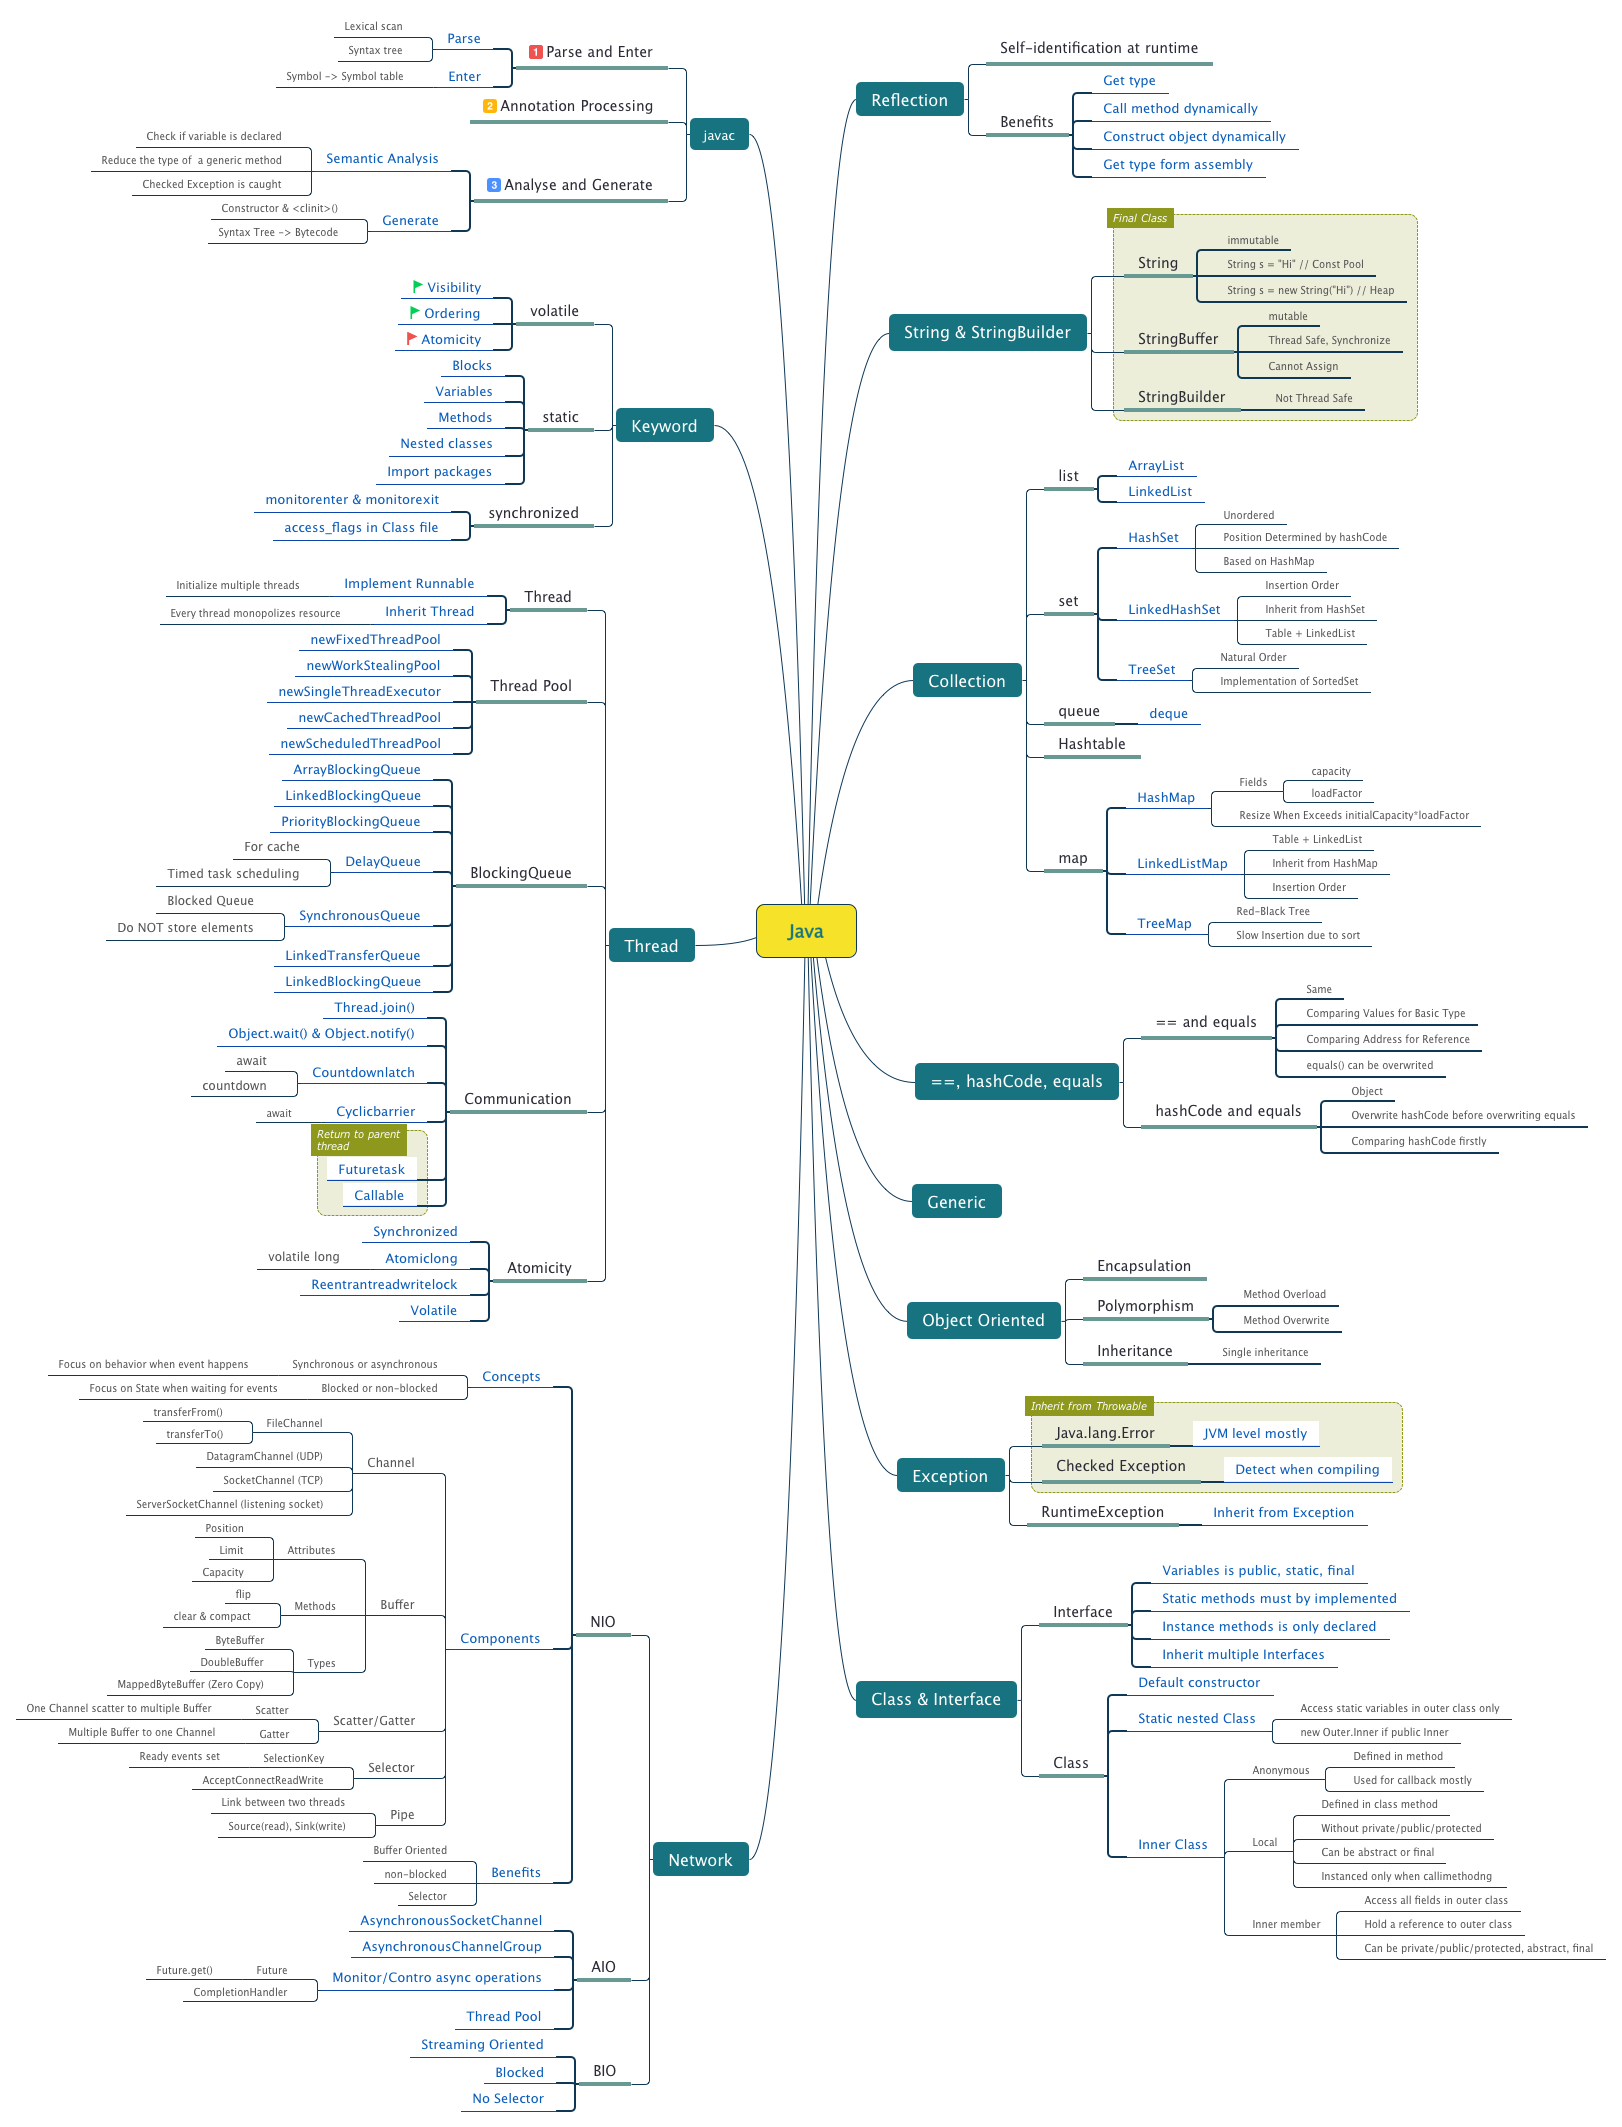 Java
javac
1 Parse and Enter
Parse
Lexical scan
Syntax tree
Enter
Symbol -> Symbol table
2 Annotation Processing
3 Analyse and Generate
Semantic Analysis
Check if variable is declared
Reduce the type of  a generic method
Checked Exception is caught
Generate
Constructor & <clinit>()
Syntax Tree -> Bytecode
Keyword
volatile
Visibility
Ordering
Atomicity
static
Blocks
Variables
Methods
Nested classes
Import packages
synchronized
monitorenter & monitorexit
access_flags in Class file
Thread
Thread
Implement Runnable
Initialize multiple threads
Inherit Thread
Every thread monopolizes resource
Thread Pool
newFixedThreadPool
newWorkStealingPool
newSingleThreadExecutor
newCachedThreadPool
newScheduledThreadPool
BlockingQueue
ArrayBlockingQueue
LinkedBlockingQueue
PriorityBlockingQueue
DelayQueue
For cache
Timed task scheduling
SynchronousQueue
Blocked Queue
Do NOT store elements
LinkedTransferQueue
LinkedBlockingQueue
Communication
Thread.join()
Object.wait() & Object.notify()
Countdownlatch
await
countdown
Cyclicbarrier
await
Return to parent
thread
Futuretask
Callable
Atomicity
Synchronized
Atomiclong
volatile long
Reentrantreadwritelock
Volatile
Network
NIO
Concepts
Synchronous or asynchronous
Focus on behavior when event happens
Blocked or non-blocked
Focus on State when waiting for events
Components
Channel
FileChannel
transferFrom()
transferTo()
DatagramChannel (UDP)
SocketChannel (TCP)
ServerSocketChannel (listening socket)
Buffer
Attributes
Position
Limit
Capacity
Methods
flip
clear & compact
Types
ByteBuffer
DoubleBuffer
MappedByteBuffer (Zero Copy)
Scatter/Gatter
Scatter
One Channel scatter to multiple Buffer
Gatter
Multiple Buffer to one Channel
Selector
SelectionKey
Ready events set
AcceptConnectReadWrite
Pipe
Link between two threads
Source(read), Sink(write)
Benefits
Buffer Oriented
non-blocked
Selector
AIO
AsynchronousSocketChannel
AsynchronousChannelGroup
Monitor/Contro async operations
Future
Future.get()
CompletionHandler
Thread Pool
BIO
Streaming Oriented
Blocked
No Selector
Reflection
Self-identification at runtime
Benefits
Get type
Call method dynamically
Construct object dynamically
Get type form assembly
String & StringBuilder
Final Class
String
immutable
String s = "Hi" // Const Pool
String s = new String("Hi") // Heap
StringBuffer
mutable
Thread Safe, Synchronize
Cannot Assign
StringBuilder
Not Thread Safe
Collection
list
ArrayList
LinkedList
set
HashSet
Unordered
Position Determined by hashCode
Based on HashMap
LinkedHashSet
Insertion Order
Inherit from HashSet
Table + LinkedList
TreeSet
Natural Order
Implementation of SortedSet
queue
deque
Hashtable
map
HashMap
Fields
capacity
loadFactor
Resize When Exceeds initialCapacity*loadFactor
LinkedListMap
Table + LinkedList
Inherit from HashMap
Insertion Order
TreeMap
Red-Black Tree
Slow Insertion due to sort
==, hashCode, equals
== and equals
Same
Comparing Values for Basic Type
Comparing Address for Reference
equals() can be overwrited
hashCode and equals
Object
Overwrite hashCode before overwriting equals
Comparing hashCode firstly
Generic
Object Oriented
Encapsulation
Polymorphism
Method Overload
Method Overwrite
Inheritance
Single inheritance
Exception
Inherit from Throwable
Java.lang.Error
JVM level mostly
Checked Exception
Detect when compiling
RuntimeException
Inherit from Exception
Class & Interface
Interface
Variables is public, static, final
Static methods must by implemented
Instance methods is only declared
Inherit multiple Interfaces
Class
Default constructor
Static nested Class
Access static variables in outer class only
new Outer.Inner if public Inner
Inner Class
Anonymous
Defined in method
Used for callback mostly
Local
Defined in class method
Without private/public/protected
Can be abstract or final
Instanced only when callimethodng
Inner member
Access all fields in outer class
Hold a reference to outer class
Can be private/public/protected, abstract, final